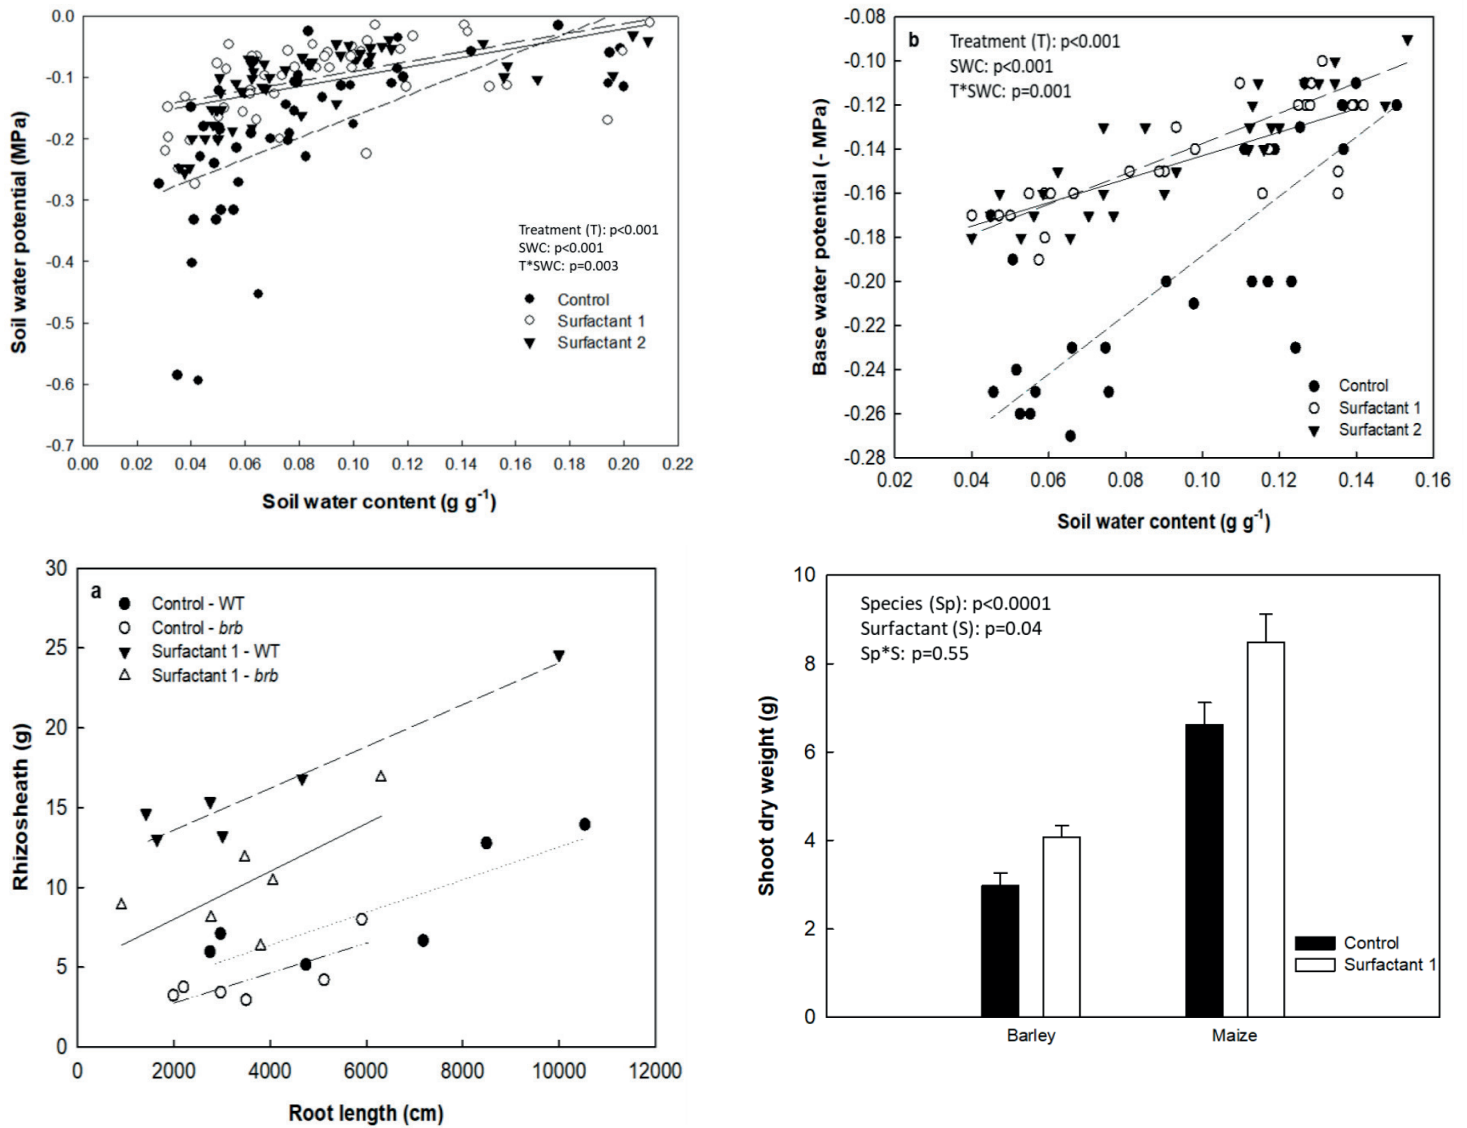 0.0
-0.1
-0.2
-0.3
-0.4
-0.5
-0.6
-0.7
Soil water potential (MPa)
Treatment (T): p<0.001
SWC: p<0.001
T*SWC: p=0.003
Control
Surfactant 1
Surfactant 2
0.00 0.02 0.04 0.06 0.08 0.10 0.12 0.14 0.16 0.18 0.20 0.22
Soil water content (g g-1)
-0.08
-0.10
-0.12
-0.14
-0.16
-0.18
-0.20
-0.22
-0.24
-0.26
-0.28
Base water potential (- MPa)
b
Treatment (T): p<0.001
SWC: p<0.001
T*SWC: p=0.001
Control
Surfactant 1
Surfactant 2
0.02 0.04 0.06 0.08 0.10 0.12 0.14 0.16
Soil water content (g g-1)
30
25
20
15
10
5
0
Rhizosheath (g)
a
Control - WT
Control - brb
Surfactant 1 - WT
Surfactant 1 - brb
0 2000 4000 6000 8000 10000 12000
Root length (cm)
10
8
6
4
2
0
Shoot dry weight (g)
Species (Sp): p<0.0001
Surfactant (S): p=0.04
Sp*S: p=0.55
Control
Surfactant 1
Barley Maize